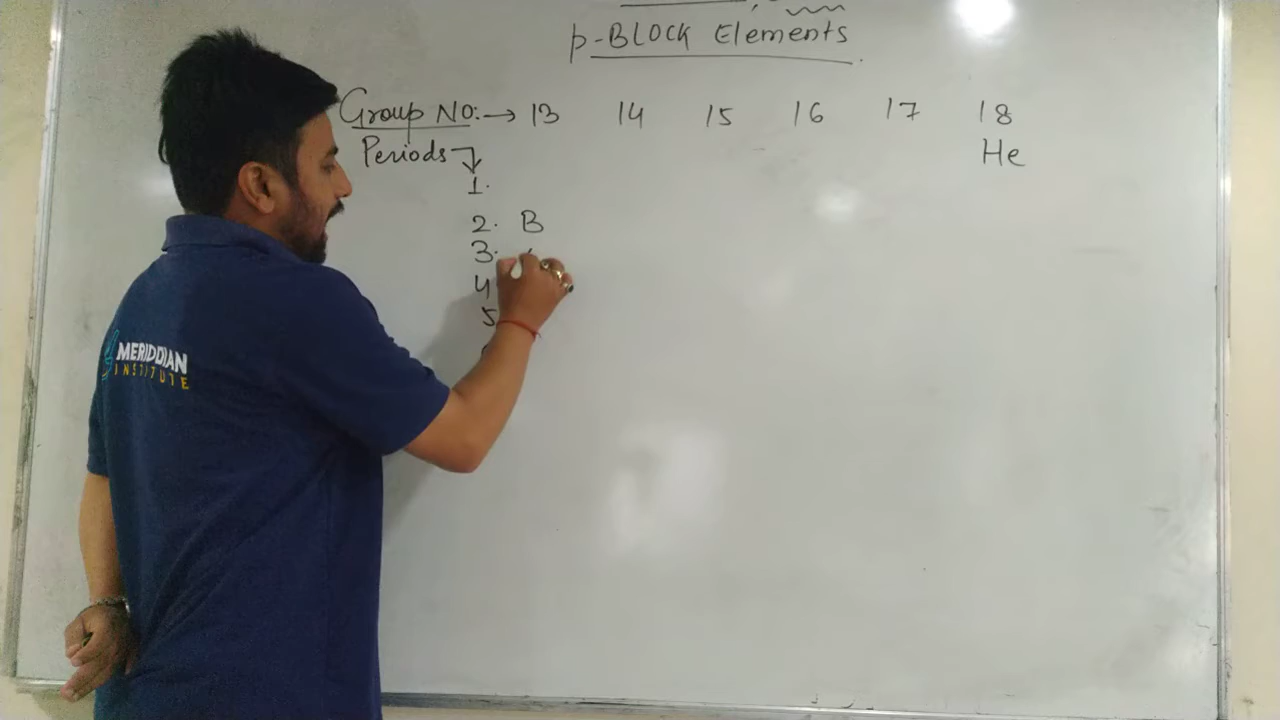 p-BLOCK Elements
Group NO:→ 13 14 15 16 17 18
Periods He
1.
2. B
3.
4
5
MERIDDIAN
INSTITUTE